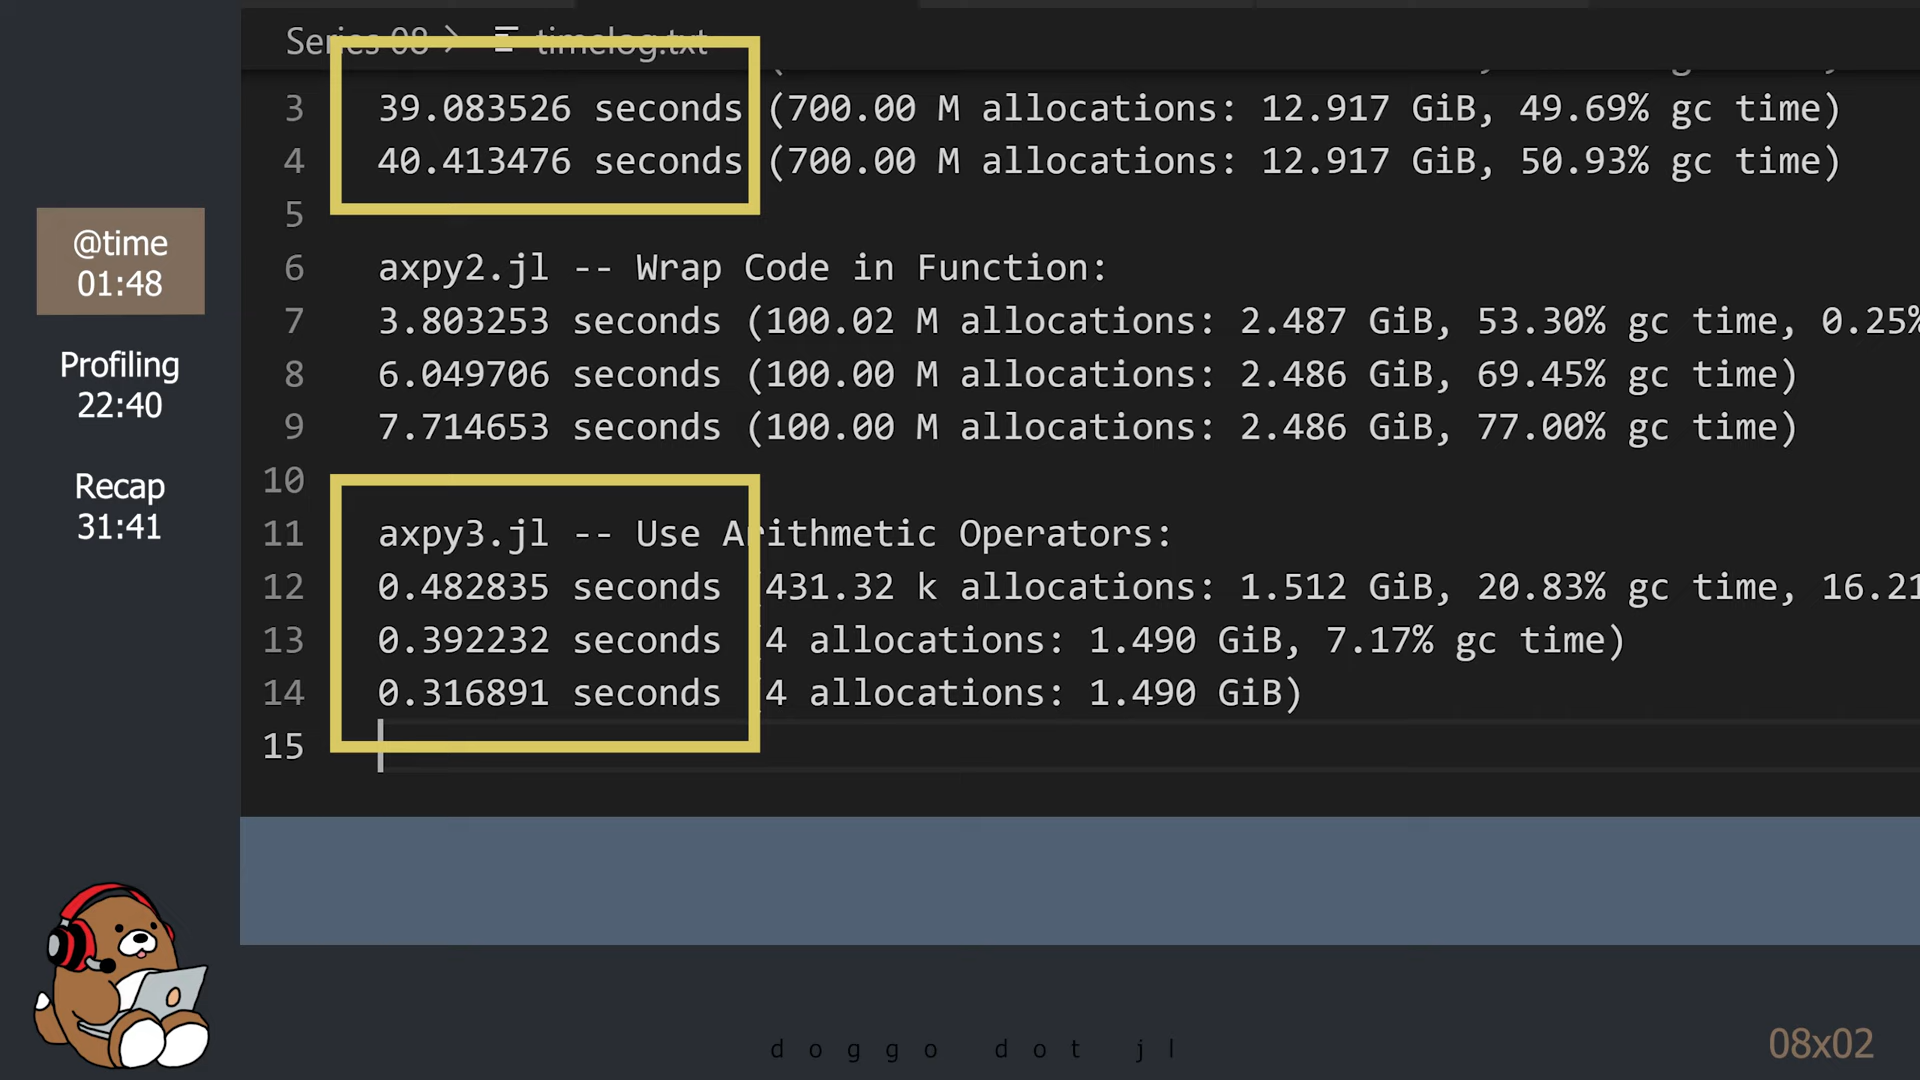 Series 08 > timelog.txt
3 39.083526 seconds (700.00 M allocations: 12.917 GiB, 49.69% gc time)
4 40.413476 seconds (700.00 M allocations: 12.917 GiB, 50.93% gc time)
5
6 axpy2.jl -- Wrap Code in Function:
7 3.803253 seconds (100.02 M allocations: 2.487 GiB, 53.30% gc time, 0.25%
8 6.049706 seconds (100.00 M allocations: 2.486 GiB, 69.45% gc time)
9 7.714653 seconds (100.00 M allocations: 2.486 GiB, 77.00% gc time)
10
11 axpy3.jl -- Use Arithmetic Operators:
12 0.482835 seconds (431.32 k allocations: 1.512 GiB, 20.83% gc time, 16.21
13 0.392232 seconds (4 allocations: 1.490 GiB, 7.17% gc time)
14 0.316891 seconds (4 allocations: 1.490 GiB)
15
@time
01:48
Profiling
22:40
Recap
31:41
doggo dot jl
08x02